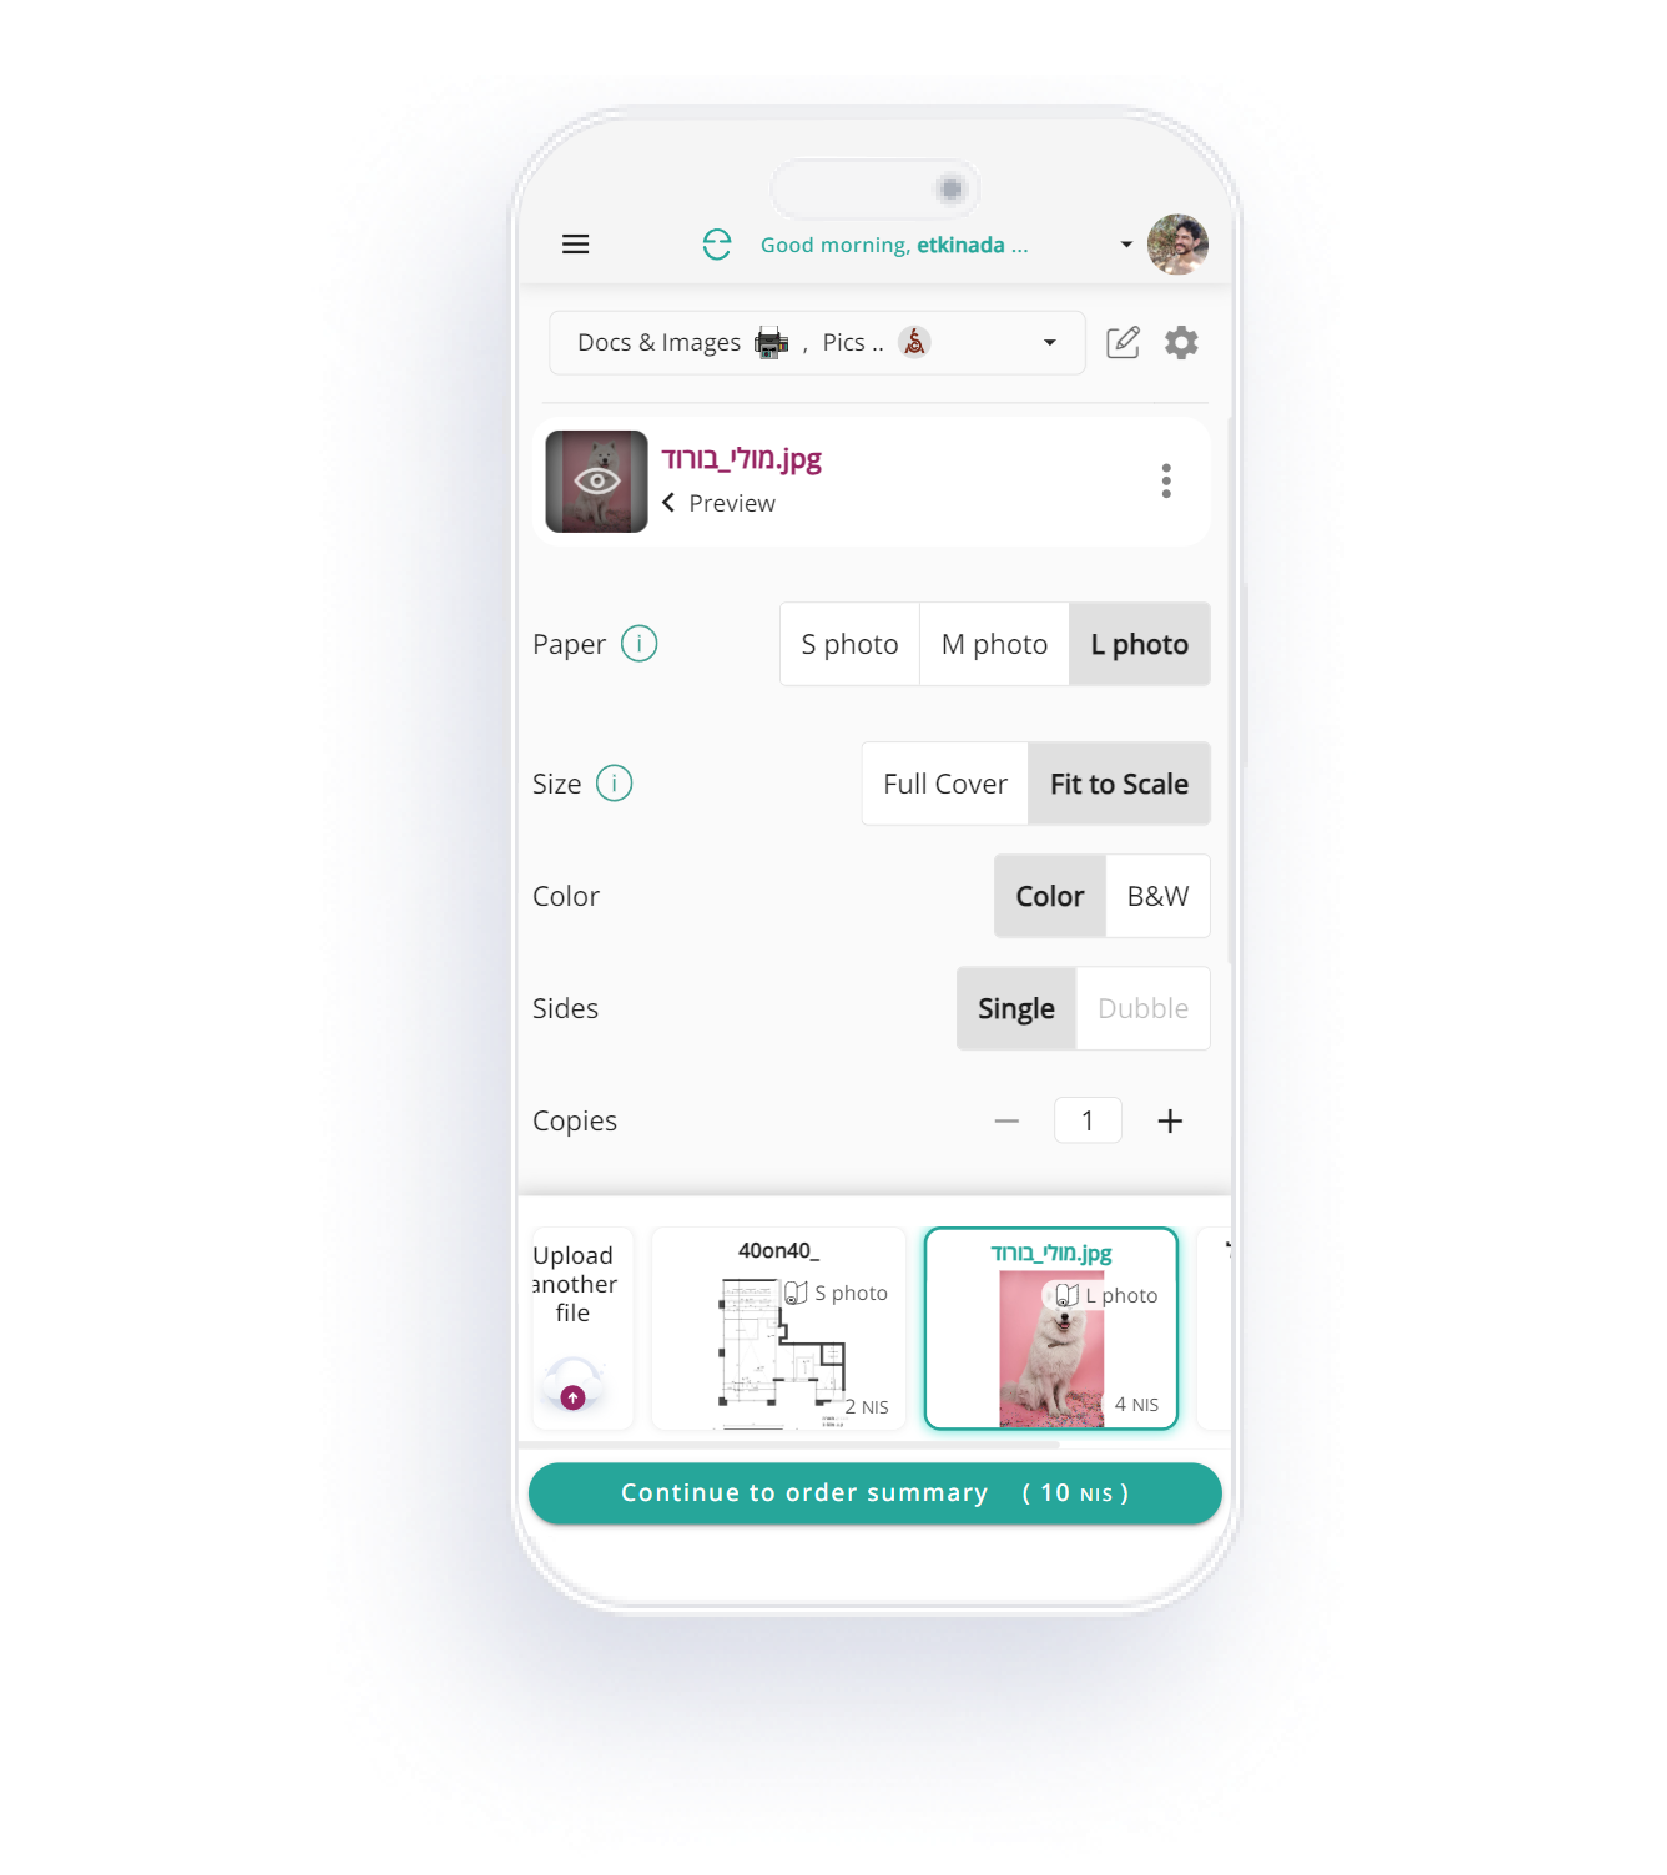 Good morning, etkinada ...
Docs & Images , Pics ..
מולי_בורוד.jpg
Preview
Paper i S photo M photo L photo
Size i Full Cover Fit to Scale
Color Color B&W
Sides Single Dubble
Copies 1
Upload another file
40on40_
S photo
2 NIS
מולי_בורוד.jpg
L photo
4 NIS
Continue to order summary ( 10 NIS )